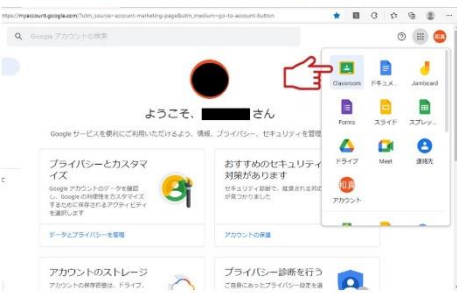 https://myaccount.google.com/?utm_source=account-marketing-page&utm_medium=go-to-account-button
Google アカウントの検索
和真
Classroom
ドキュメ...
Jamboard
Forms
スライド
スプレッ...
ドライブ
Meet
連絡先
和真
アカウント
ようこそ、
さん
Google サービスを便利にご利用いただけるよう、情報、プライバシー、セキュリティを管理
プライバシーとカスタマ
イズ
Google アカウントのデータを確認
し、Google の利便性をカスタマイズ
するために保存されるアクティビティ
を選択します
データとプライバシーを管理
おすすめのセキュリティ
対策があります
セキュリティ診断で、推奨される対応
が見つかりました
アカウントの保護
アカウントのストレージ
アカウントの保存容量は、ドライブ、
プライバシー診断を行う
ご自身にあったプライバシー設定を選